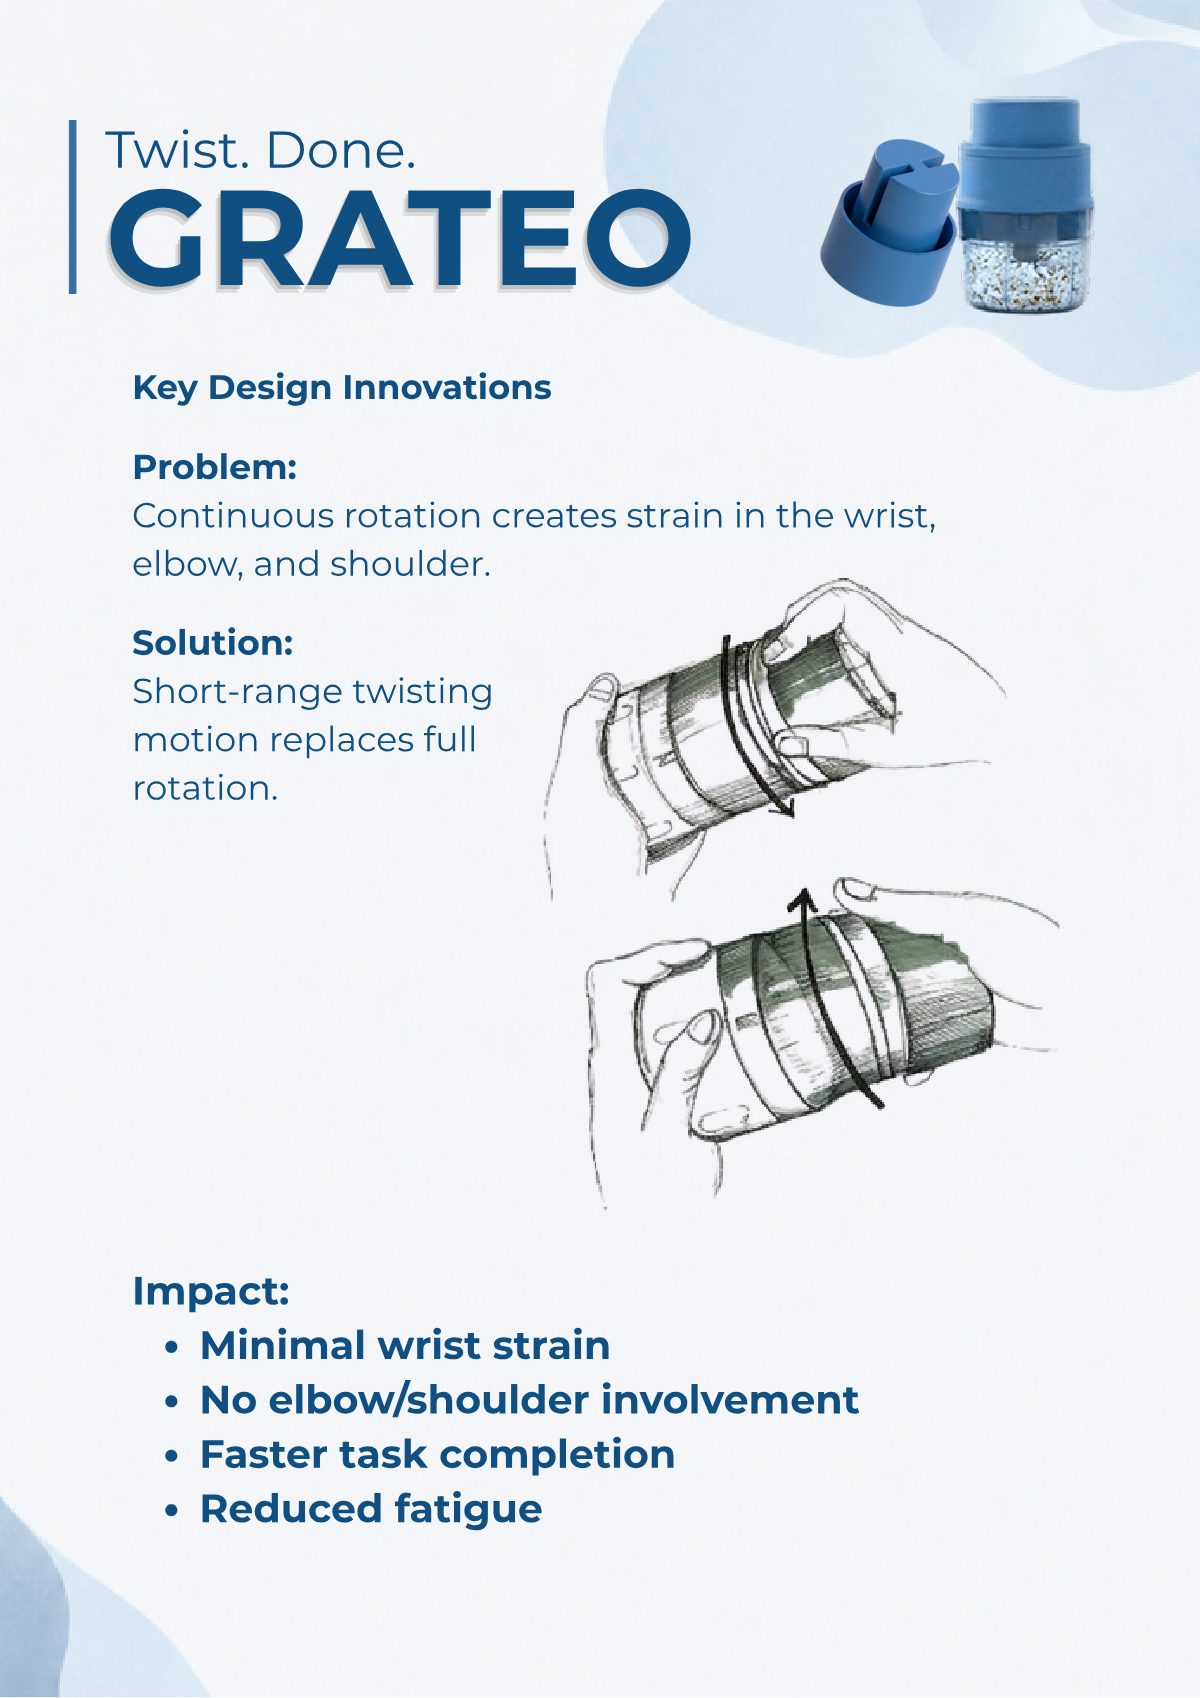 Twist. Done.
GRATEO
Key Design Innovations
Problem:
Continuous rotation creates strain in the wrist,
elbow, and shoulder.
Solution:
Short-range twisting
motion replaces full
rotation.
Impact:
• Minimal wrist strain
• No elbow/shoulder involvement
• Faster task completion
• Reduced fatigue